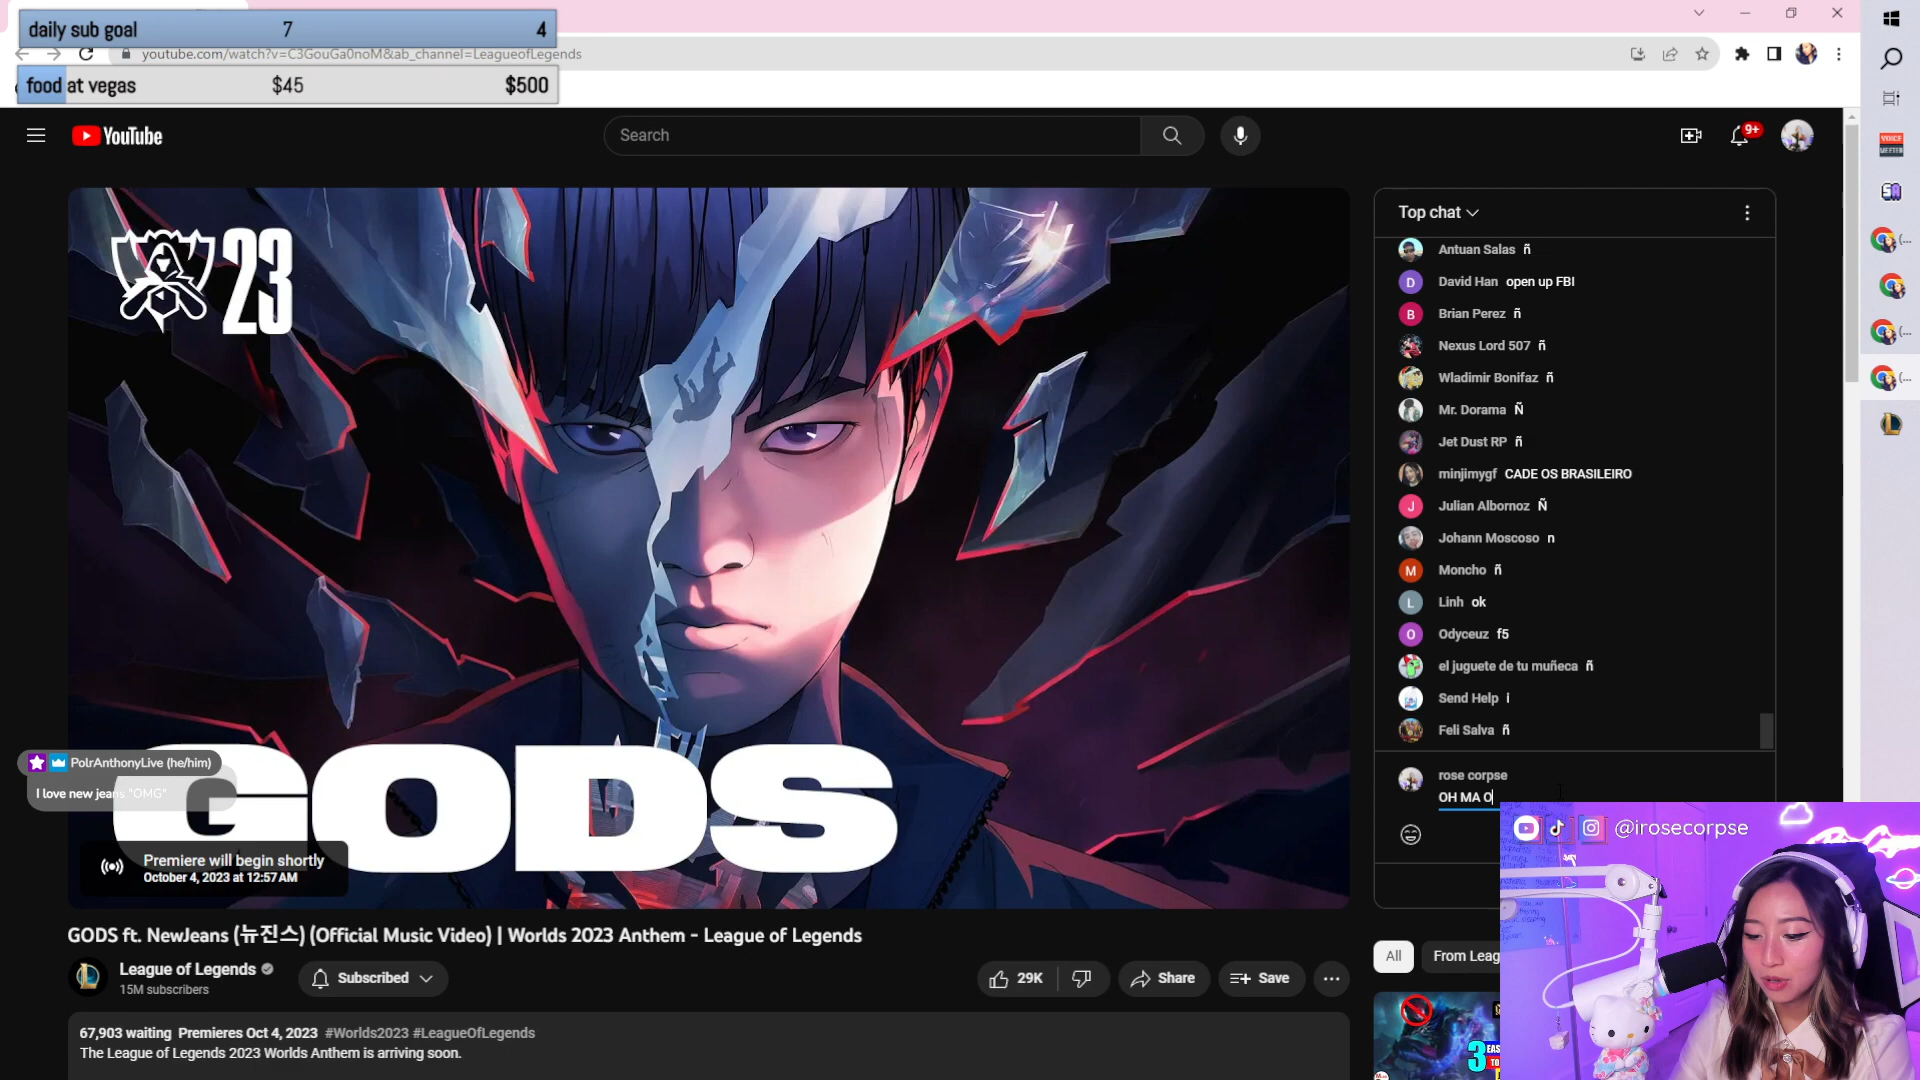 daily sub goal 7 4
youtube.com/watch?v=C3GouGa0noM&ab_channel=LeagueofLegends
food at vegas $45 $500
YouTube
Search
9+
23
GODS
PolrAnthonyLive (he/him)
I love new jeans "OMG"
Premiere will begin shortly
October 4, 2023 at 12:57 AM
GODS ft. NewJeans (뉴진스) (Official Music Video) | Worlds 2023 Anthem - League of Legends
League of Legends
15M subscribers
Subscribed
29K
Share
Save
67,903 waiting Premieres Oct 4, 2023 #Worlds2023 #LeagueOfLegends
The League of Legends 2023 Worlds Anthem is arriving soon.
Top chat
Antuan Salas ñ
D David Han open up FBI
B Brian Perez ñ
Nexus Lord 507 ñ
Wladimir Bonifaz ñ
Mr. Dorama Ñ
Jet Dust RP ñ
minjimygf CADE OS BRASILEIRO
J Julian Albornoz Ñ
Johann Moscoso n
M Moncho ñ
L Linh ok
O Odyceuz f5
el juguete de tu muñeca ñ
Send Help i
Feli Salva ñ
rose corpse
OH MA O
@irosecorpse
All
From Leag
3
VOICE
MEETER